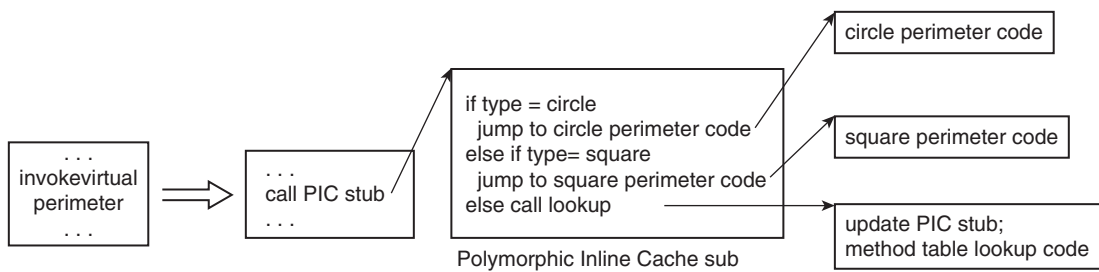 . . .
invokevirtual
perimeter
. . .
. . .
call PIC stub
. . .
if type = circle
jump to circle perimeter code
else if type= square
jump to square perimeter code
else call lookup
Polymorphic Inline Cache sub
circle perimeter code
square perimeter code
update PIC stub;
method table lookup code